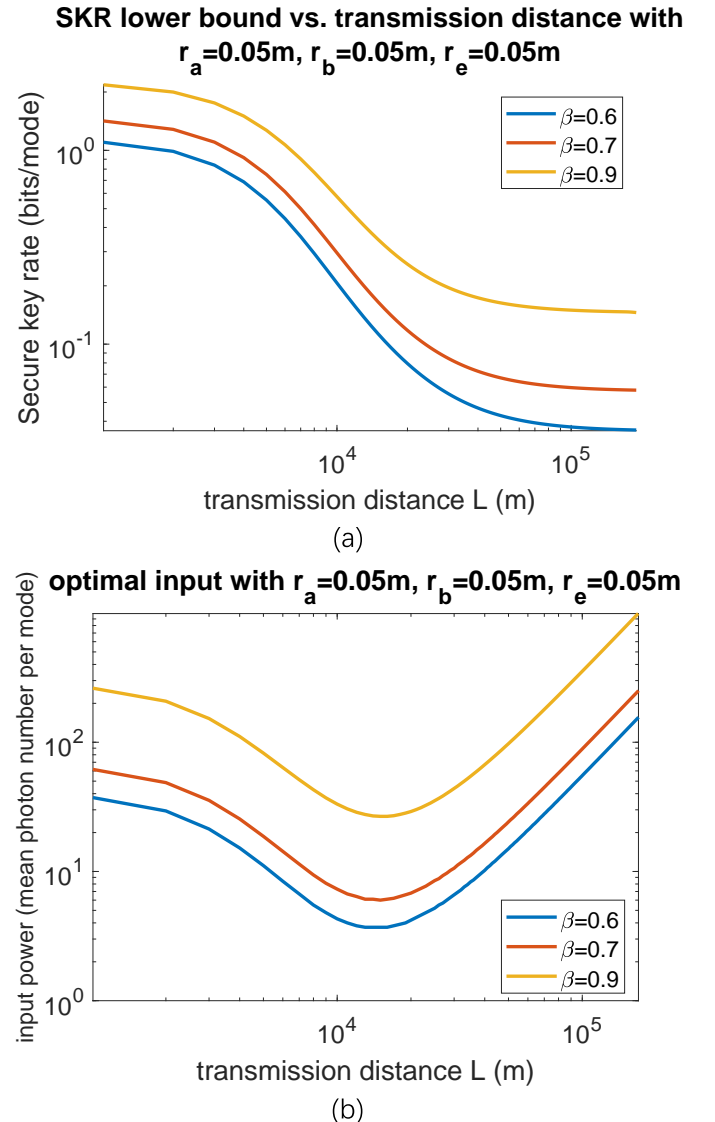 SKR lower bound vs. transmission distance with
r_a=0.05m, r_b=0.05m, r_e=0.05m
Secure key rate (bits/mode)
10^0
10^-1
β=0.6
β=0.7
β=0.9
10^4
10^5
transmission distance L (m)
(a)
optimal input with r_a=0.05m, r_b=0.05m, r_e=0.05m
input power (mean photon number per mode)
10^2
10^1
10^0
β=0.6
β=0.7
β=0.9
10^4
10^5
transmission distance L (m)
(b)